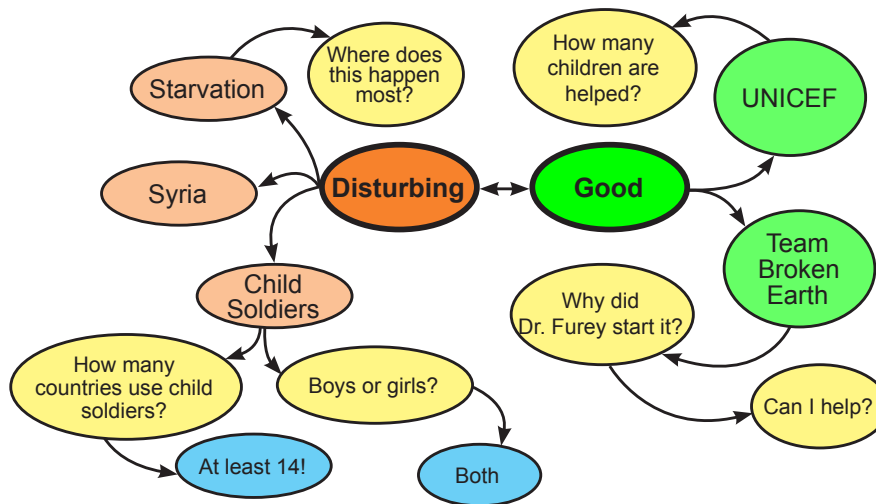 Starvation
Where does
this happen
most?
How many
children are
helped?
UNICEF
Syria
Disturbing
Good
Team
Broken
Earth
Child
Soldiers
Why did
Dr. Furey start it?
How many
countries use child
soldiers?
Boys or girls?
Can I help?
At least 14!
Both